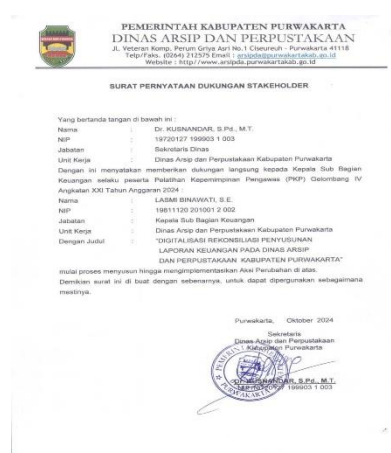 PEMERINTAH KABUPATEN PURWAKARTA
DINAS ARSIP DAN PERPUSTAKAAN
Jl. Veteran Komp. Perum Griya Asri No.1 Ciseureuh - Purwakarta 41118
Telp/Faks. (0264) 212575 Email : arsipda@purwakartakab.go.id
Website : http//www.arsipda.purwakartakab.go.id
SURAT PERNYATAAN DUKUNGAN STAKEHOLDER
Yang bertanda tangan di bawah ini :
Nama : Dr. KUSNANDAR, S.Pd., M.T.
NIP : 19720127 199903 1 003
Jabatan : Sekretaris Dinas
Unit Kerja : Dinas Arsip dan Perpustakaan Kabupaten Purwakarta
Dengan ini menyatakan memberikan dukungan langsung kepada Kepala Sub Bagian
Keuangan selaku peserta Pelatihan Kepemimpinan Pengawas (PKP) Gelombang IV
Angkatan XXI Tahun Anggaran 2024 :
Nama : LASMI BINAWATI, S.E.
NIP : 19811120 201001 2 002
Jabatan : Kepala Sub Bagian Keuangan
Unit Kerja : Dinas Arsip dan Perpustakaan Kabupaten Purwakarta
Dengan Judul : "DIGITALISASI REKONSILIASI PENYUSUNAN
LAPORAN KEUANGAN PADA DINAS ARSIP
DAN PERPUSTAKAAN KABUPATEN PURWAKARTA"
mulai proses menyusun hingga mengimplementasikan Aksi Perubahan di atas.
Demikian surat ini di buat dengan sebenarnya, untuk dapat dipergunakan sebagaimana
mestinya.
Purwakarta, Oktober 2024
Sekretaris
Dinas Arsip dan Perpustakaan
Kabupaten Purwakarta
Dr. KUSNANDAR, S.Pd., M.T.
NIP. 19720127 199903 1 003